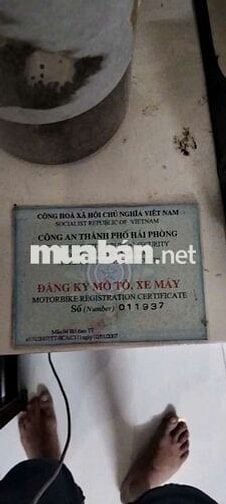 CỘNG HOÀ XÃ HỘI CHỦ NGHĨA VIỆT NAM
SOCIALIST REPUBLIC OF VIETNAM
CÔNG AN THÀNH PHỐ HẢI PHÒNG
muabán.net
ĐĂNG KÝ MÔ TÔ, XE MÁY
MOTORBIKE REGISTRATION CERTIFICATE
Số (Number) 011937